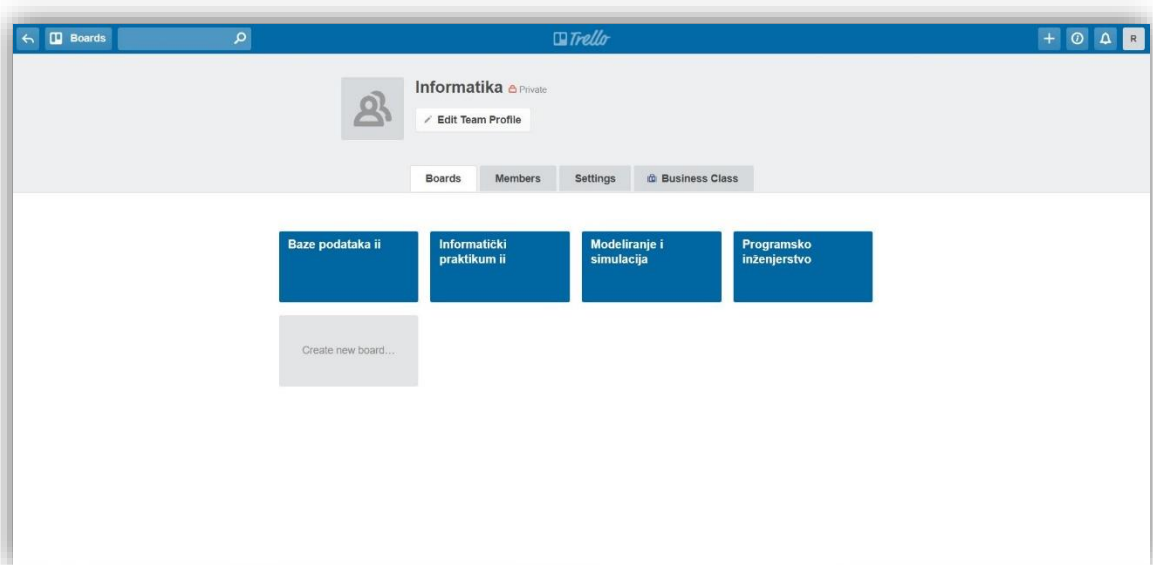 Boards
Trello
R
Informatika Private
Edit Team Profile
Boards Members Settings Business Class
Baze podataka ii
Informatički
praktikum ii
Modeliranje i
simulacija
Programsko
inženjerstvo
Create new board...